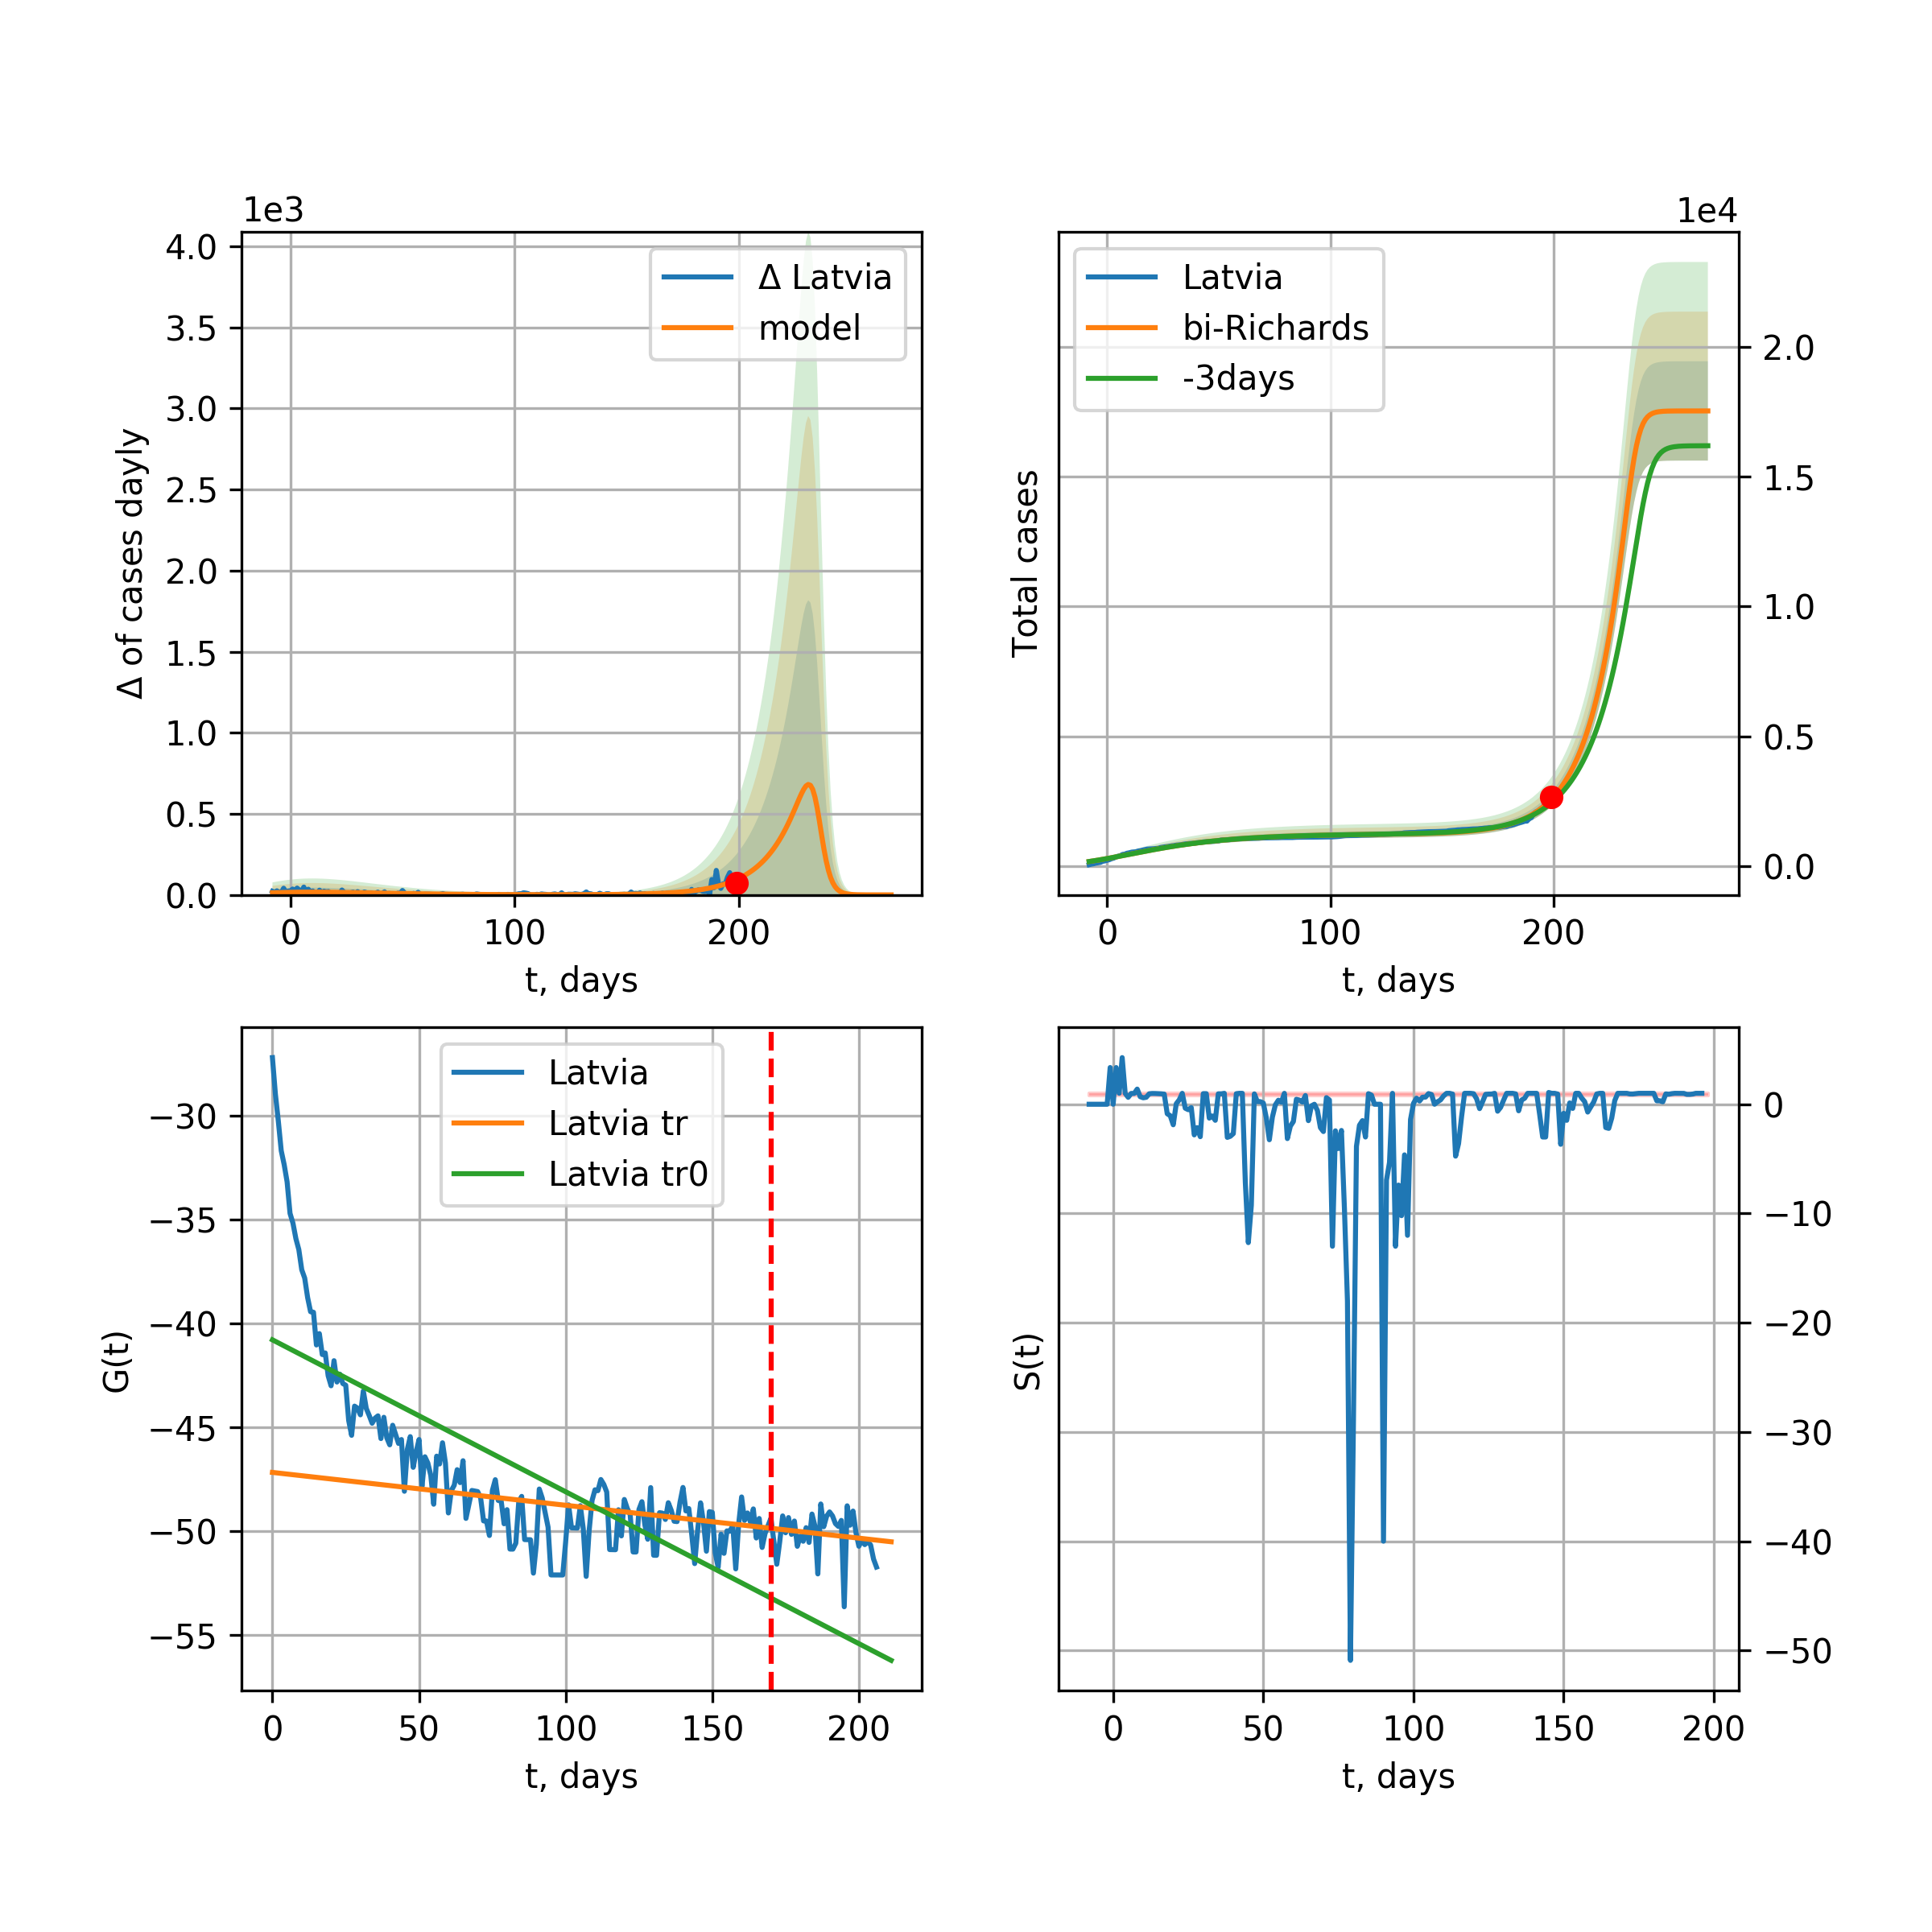 1e3
4.0
3.5
3.0
2.5
2.0
1.5
1.0
0.5
0.0
Δ of cases dayly
Δ Latvia
model
0 100 200
t, days
1e4
Latvia
bi-Richards
-3days
Total cases
2.0
1.5
1.0
0.5
0.0
0 100 200
t, days
G(t)
−30
−35
−40
−45
−50
−55
Latvia
Latvia tr
Latvia tr0
0 50 100 150 200
t, days
S(t)
0
−10
−20
−30
−40
−50
0 50 100 150 200
t, days